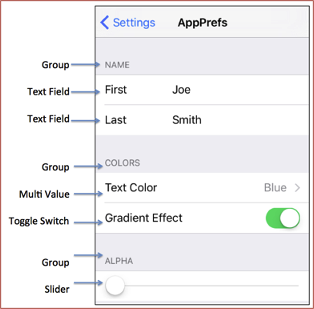 Settings AppPrefs
Group NAME
Text Field First Joe
Text Field Last Smith
Group COLORS
Multi Value Text Color Blue
Toggle Switch Gradient Effect
Group ALPHA
Slider